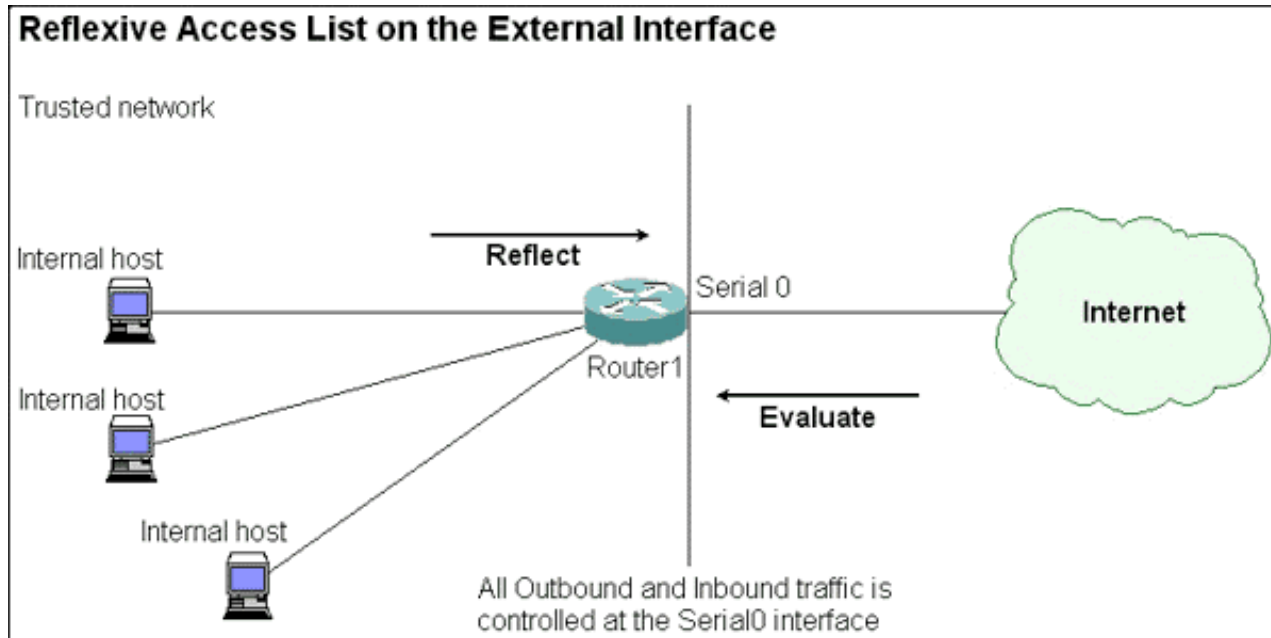 Reflexive Access List on the External Interface
Trusted network
Reflect
Internal host
Serial 0
Internet
Router1
Internal host
Evaluate
Internal host
All Outbound and Inbound traffic is
controlled at the Serial0 interface